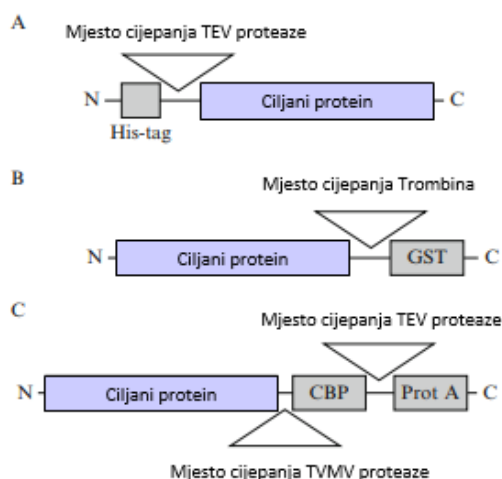 A
Mjesto cijepanja TEV proteaze
N
Ciljani protein
C
His-tag
B
Mjesto cijepanja Trombina
N
Ciljani protein
GST
C
C
Mjesto cijepanja TEV proteaze
N
Ciljani protein
CBP
Prot A
C
Mjesto cijepanja TVMV proteaze